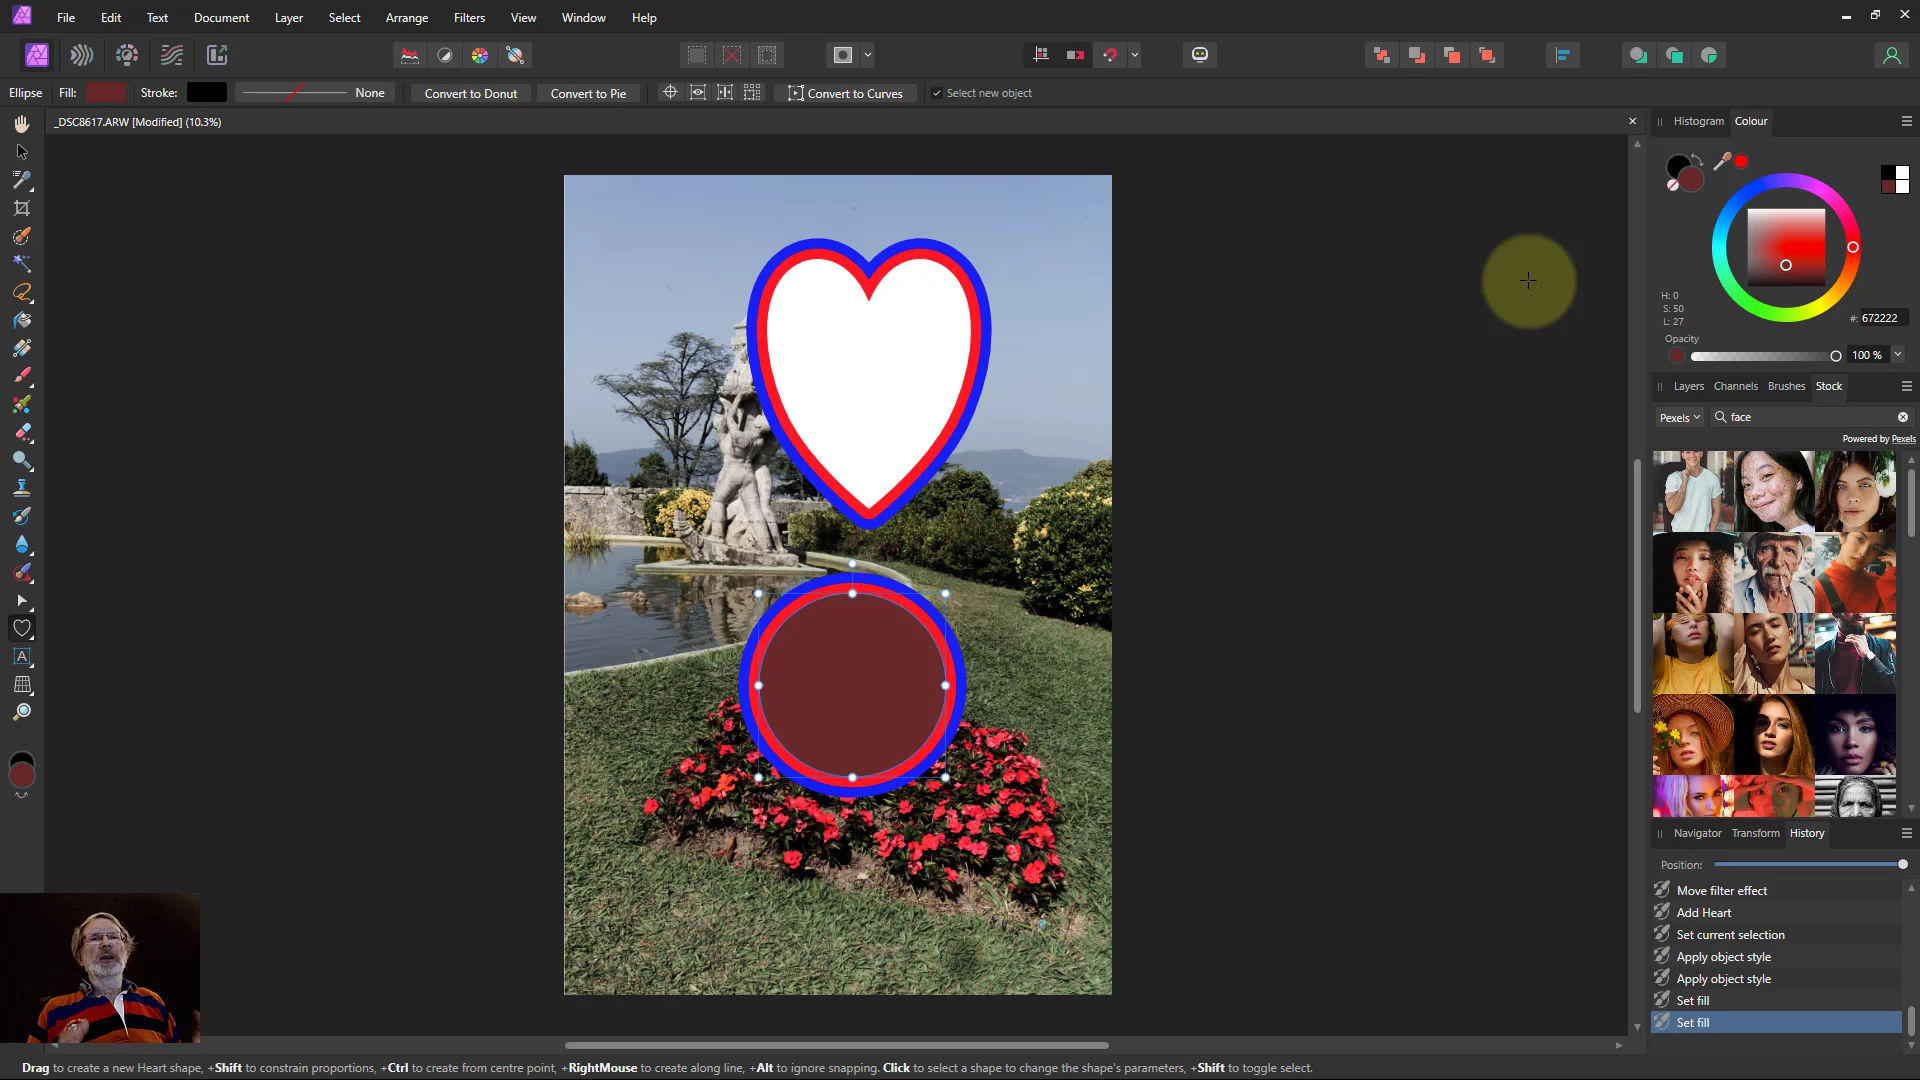 File Edit Text Document Layer Select Arrange Filters View Window Help
Ellipse Fill: Stroke: None Convert to Donut Convert to Pie Convert to Curves Select new object
_DSC8617.ARW [Modified] (10.3%)
Histogram Colour
H: 0
S: 50
L: 27
#: 672222
Opacity
100 %
Layers Channels Brushes Stock
Pexels face
Powered by Pexels
Navigator Transform History
Position:
Move filter effect
Add Heart
Set current selection
Apply object style
Apply object style
Set fill
Set fill
Drag to create a new Heart shape, +Shift to constrain proportions, +Ctrl to create from centre point, +RightMouse to create along line, +Alt to ignore snapping. Click to select a shape to change the shape's parameters, +Shift to toggle select.